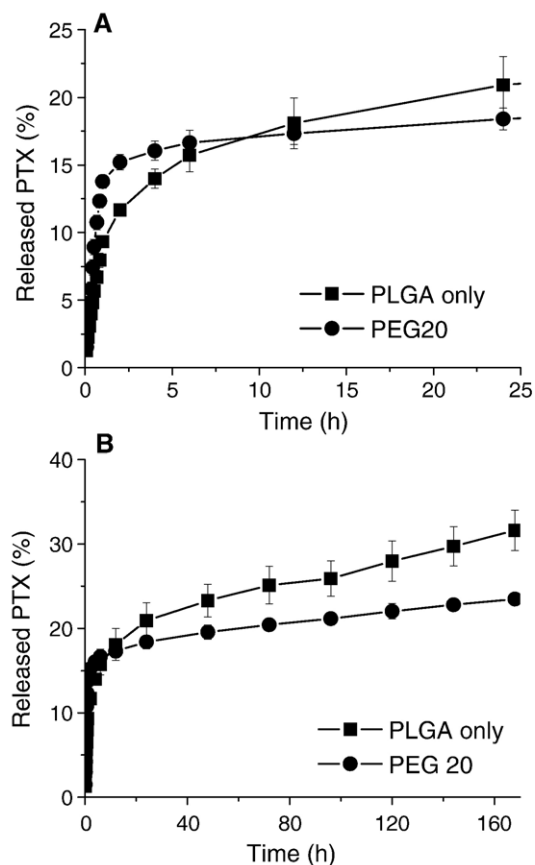 A
Released PTX (%)
25
20
15
10
5
0
PLGA only
PEG20
0 5 10 15 20 25
Time (h)
B
Released PTX (%)
40
30
20
10
0
PLGA only
PEG 20
0 40 80 120 160
Time (h)